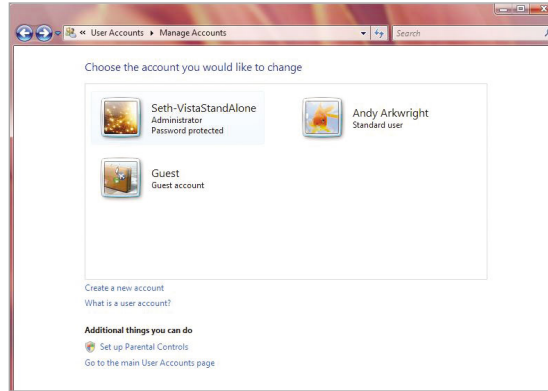 « User Accounts ▸ Manage Accounts
Search
Choose the account you would like to change
Seth-VistaStandAlone
Administrator
Password protected
Andy Arkwright
Standard user
Guest
Guest account
Create a new account
What is a user account?
Additional things you can do
Set up Parental Controls
Go to the main User Accounts page